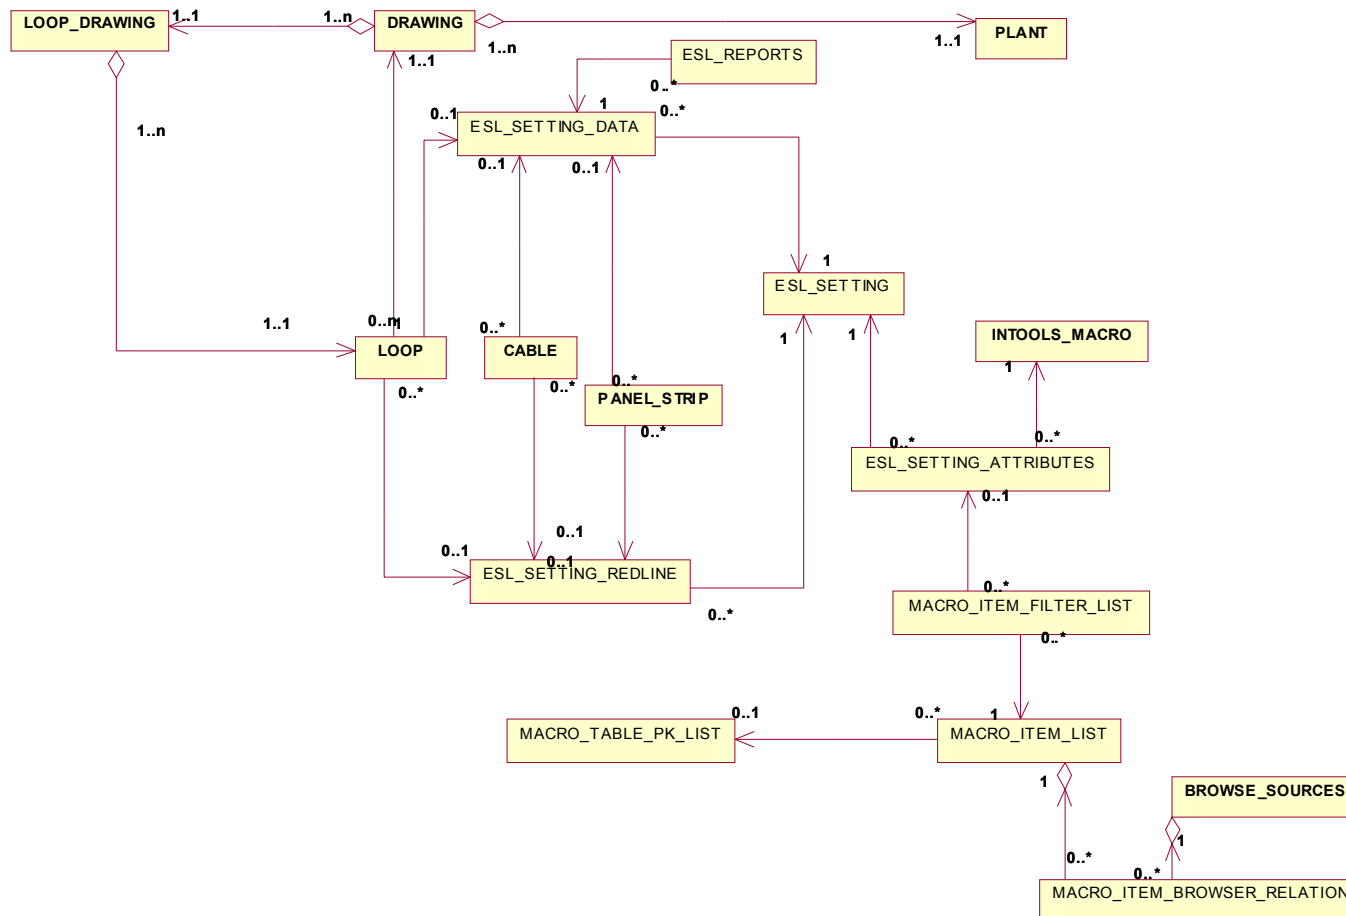 LOOP_DRAWING
1..1
1..n
DRAWING
1..n
1..1
PLANT
1..1
ESL_REPORTS
0..*
1
0..*
0..1
ESL_SETTING_DATA
1..n
0..1
0..1
1
ESL_SETTING
1..1
0..n
1
0..*
1
1
INTOOLS_MACRO
LOOP
CABLE
1
0..*
0..*
0..*
PANEL_STRIP
0..*
0..*
0..*
ESL_SETTING_ATTRIBUTES
0..1
0..1
0..1
0..1
ESL_SETTING_REDLINE
0..*
0..*
MACRO_ITEM_FILTER_LIST
0..*
0..1
0..*
1
MACRO_TABLE_PK_LIST
MACRO_ITEM_LIST
1
BROWSE_SOURCES
1
0..*
0..*
MACRO_ITEM_BROWSER_RELATION